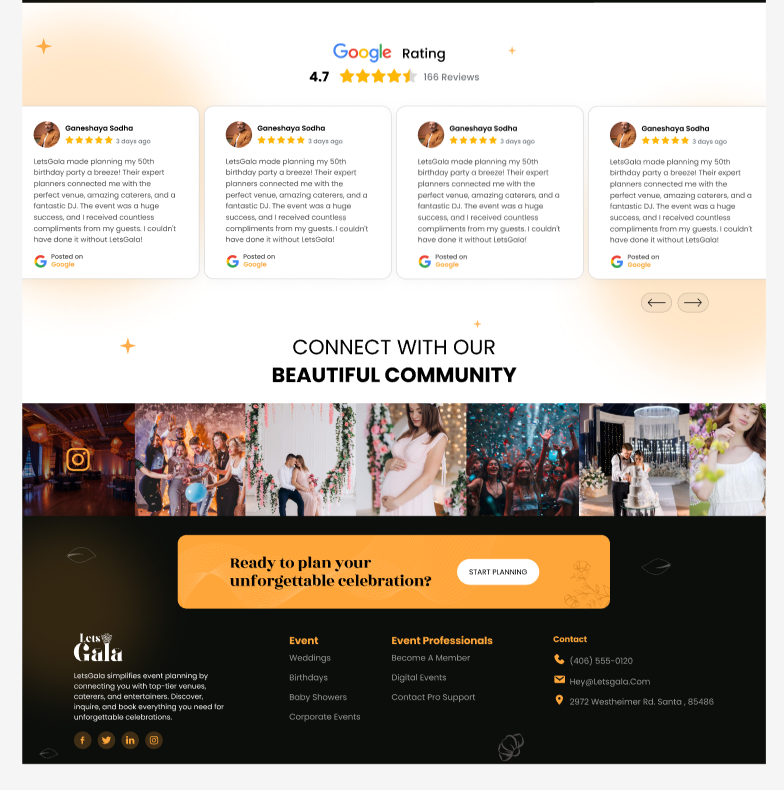 Google Rating
4.7 166 Reviews
Ganeshaya Sodha
3 days ago
LetsGala made planning my 50th
birthday party a breeze! Their expert
planners connected me with the
perfect venue, amazing caterers, and a
fantastic DJ. The event was a huge
success, and I received countless
compliments from my guests. I couldn't
have done it without LetsGala!
Posted on
Google
Ganeshaya Sodha
3 days ago
LetsGala made planning my 50th
birthday party a breeze! Their expert
planners connected me with the
perfect venue, amazing caterers, and a
fantastic DJ. The event was a huge
success, and I received countless
compliments from my guests. I couldn't
have done it without LetsGala!
Posted on
Google
Ganeshaya Sodha
3 days ago
LetsGala made planning my 50th
birthday party a breeze! Their expert
planners connected me with the
perfect venue, amazing caterers, and a
fantastic DJ. The event was a huge
success, and I received countless
compliments from my guests. I couldn't
have done it without LetsGala!
Posted on
Google
Ganeshaya Sodha
3 days ago
LetsGala made planning my 50th
birthday party a breeze! Their expert
planners connected me with the
perfect venue, amazing caterers, and a
fantastic DJ. The event was a huge
success, and I received countless
compliments from my guests. I couldn't
have done it without LetsGala!
Posted on
Google
CONNECT WITH OUR
BEAUTIFUL COMMUNITY
Ready to plan your
unforgettable celebration?
START PLANNING
Lets
Gala
LetsGala simplifies event planning by
connecting you with top-tier venues,
caterers, and entertainers. Discover,
inquire, and book everything you need for
unforgettable celebrations.
Event
Weddings
Birthdays
Baby Showers
Corporate Events
Event Professionals
Become A Member
Digital Events
Contact Pro Support
Contact
(406) 555-0120
Hey@Letsgala.Com
2972 Westheimer Rd. Santa , 85486